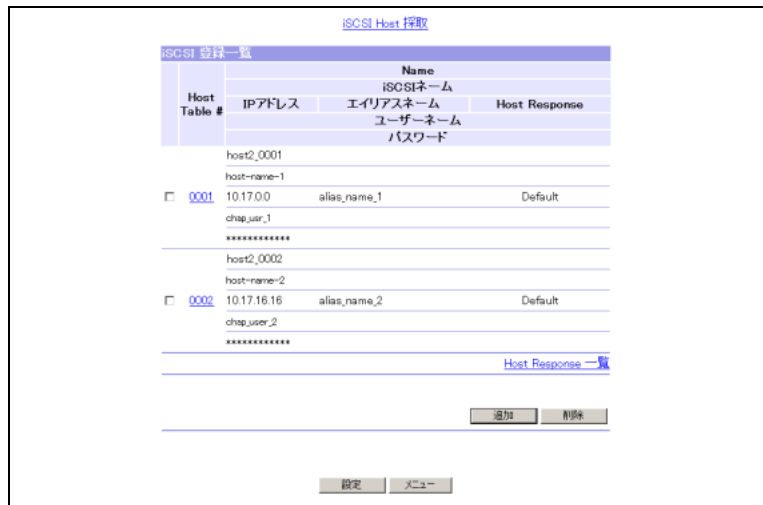 iSCSI Host 採取
iSCSI 登録一覧
Host Table #
Name
iSCSIネーム
IPアドレス エイリアスネーム Host Response
ユーザーネーム
パスワード
host2_0001
host-name-1
0001 10.17.0.0 alias_name_1 Default
chap_usr_1
************
host2_0002
host-name-2
0002 10.17.16.16 alias_name_2 Default
chap_user_2
************
Host Response 一覧
追加 削除
設定 メニュー